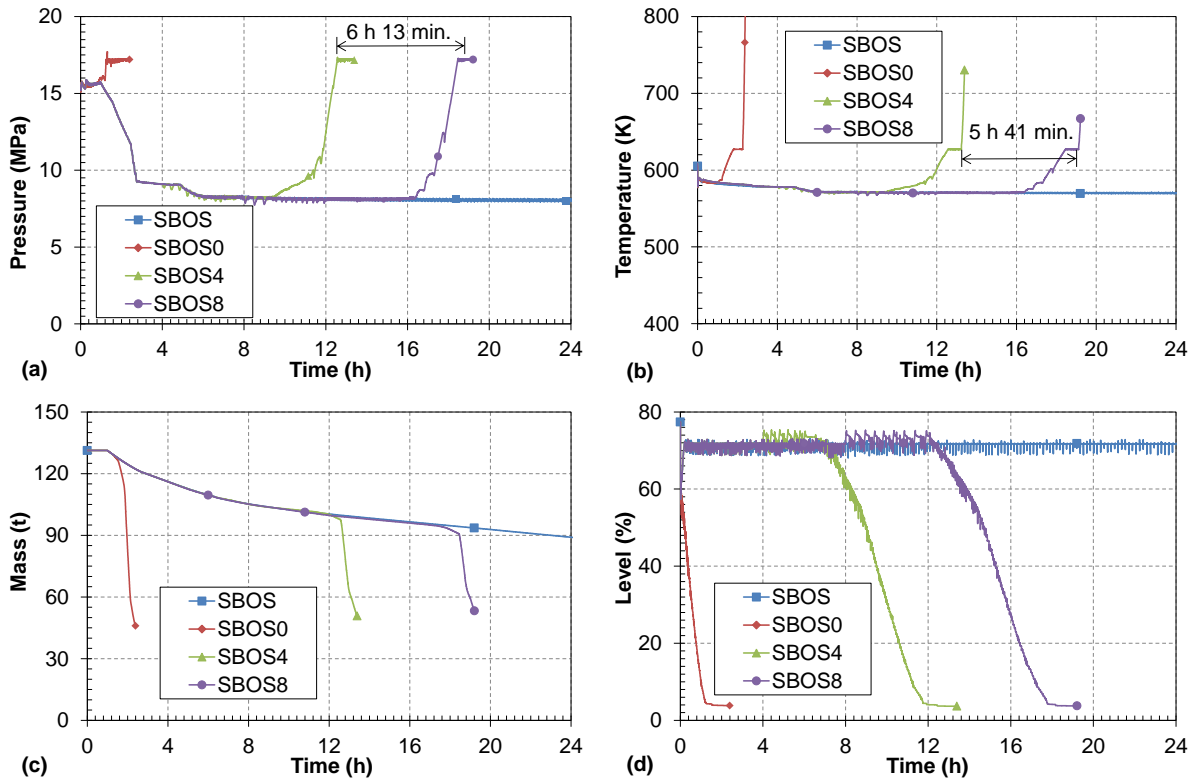 Pressure (MPa)
20
15
10
5
0
6 h 13 min.
SBOS
SBOS0
SBOS4
SBOS8
0 4 8 12 16 20 24
(a) Time (h)
Temperature (K)
800
700
600
500
400
SBOS
SBOS0
SBOS4
SBOS8
5 h 41 min.
0 4 8 12 16 20 24
(b) Time (h)
Mass (t)
150
120
90
60
30
0
SBOS
SBOS0
SBOS4
SBOS8
0 4 8 12 16 20 24
(c) Time (h)
Level (%)
80
60
40
20
0
SBOS
SBOS0
SBOS4
SBOS8
0 4 8 12 16 20 24
(d) Time (h)